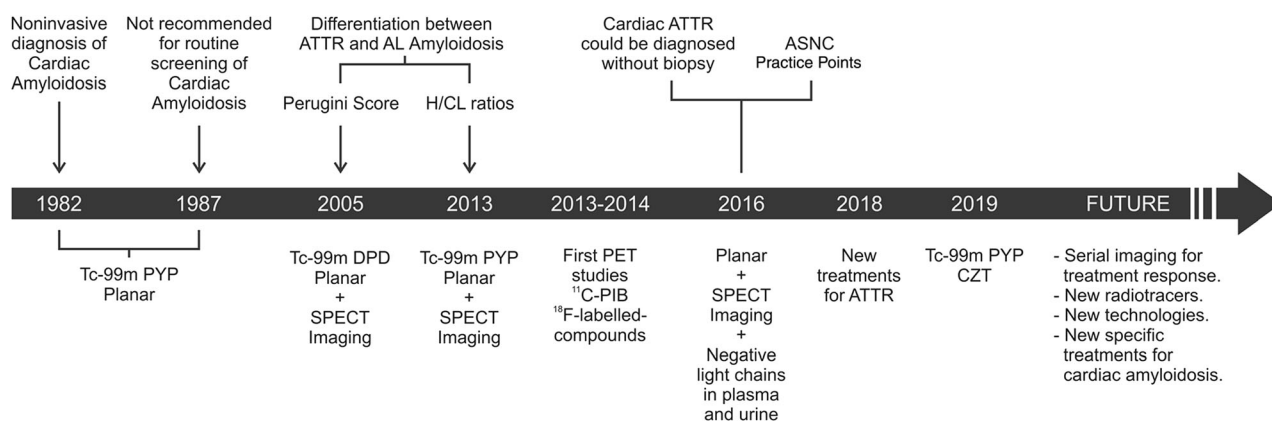 Noninvasive
diagnosis of
Cardiac
Amyloidosis
Not recommended
for routine
screening of
Cardiac
Amyloidosis
Differentiation between
ATTR and AL Amyloidosis
Perugini Score
H/CL ratios
Cardiac ATTR
could be diagnosed
without biopsy
ASNC
Practice Points
1982
1987
2005
2013
2013-2014
2016
2018
2019
FUTURE
Tc-99m PYP
Planar
Tc-99m DPD
Planar
+
SPECT
Imaging
Tc-99m PYP
Planar
+
SPECT
Imaging
First PET
studies
¹¹C-PIB
¹⁸F-labelled-
compounds
Planar
+
SPECT
Imaging
+
Negative
light chains
in plasma
and urine
New
treatments
for ATTR
Tc-99m PYP
CZT
- Serial imaging for
treatment response.
- New radiotracers.
- New technologies.
- New specific
treatments for
cardiac amyloidosis.